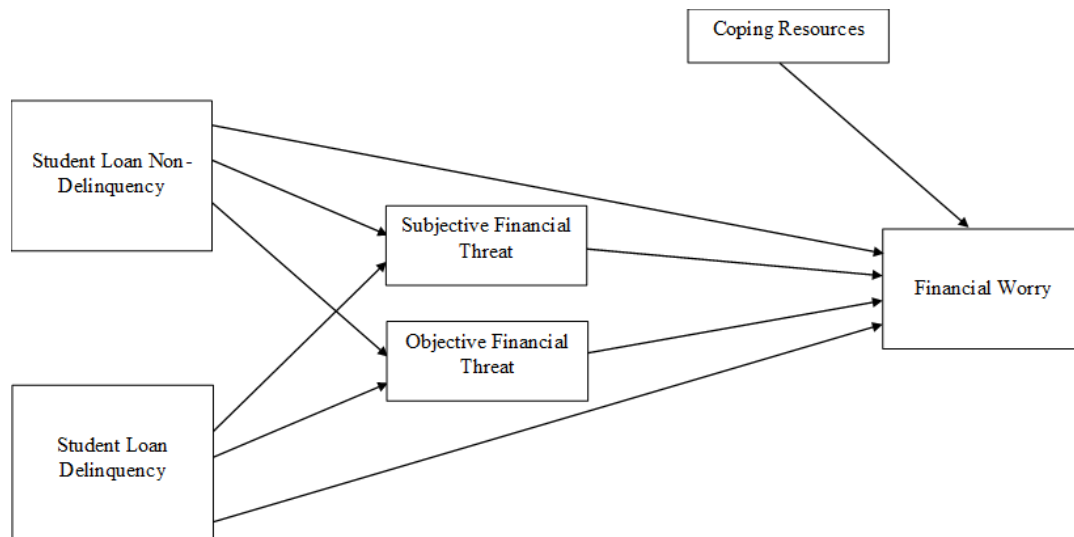 Coping Resources
Student Loan Non-
Delinquency
Subjective Financial
Threat
Financial Worry
Objective Financial
Threat
Student Loan
Delinquency